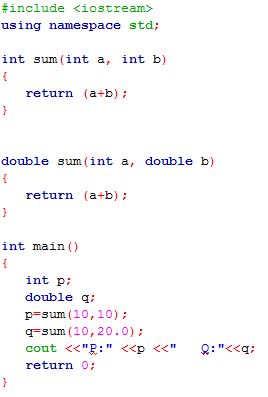 #include <iostream>
using namespace std;
int sum(int a, int b)
{
return (a+b);
}
double sum(int a, double b)
{
return (a+b);
}
int main()
{
int p;
double q;
p=sum(10,10);
q=sum(10,20.0);
cout <<"P:" <<p <<"   Q:"<<q;
return 0;
}